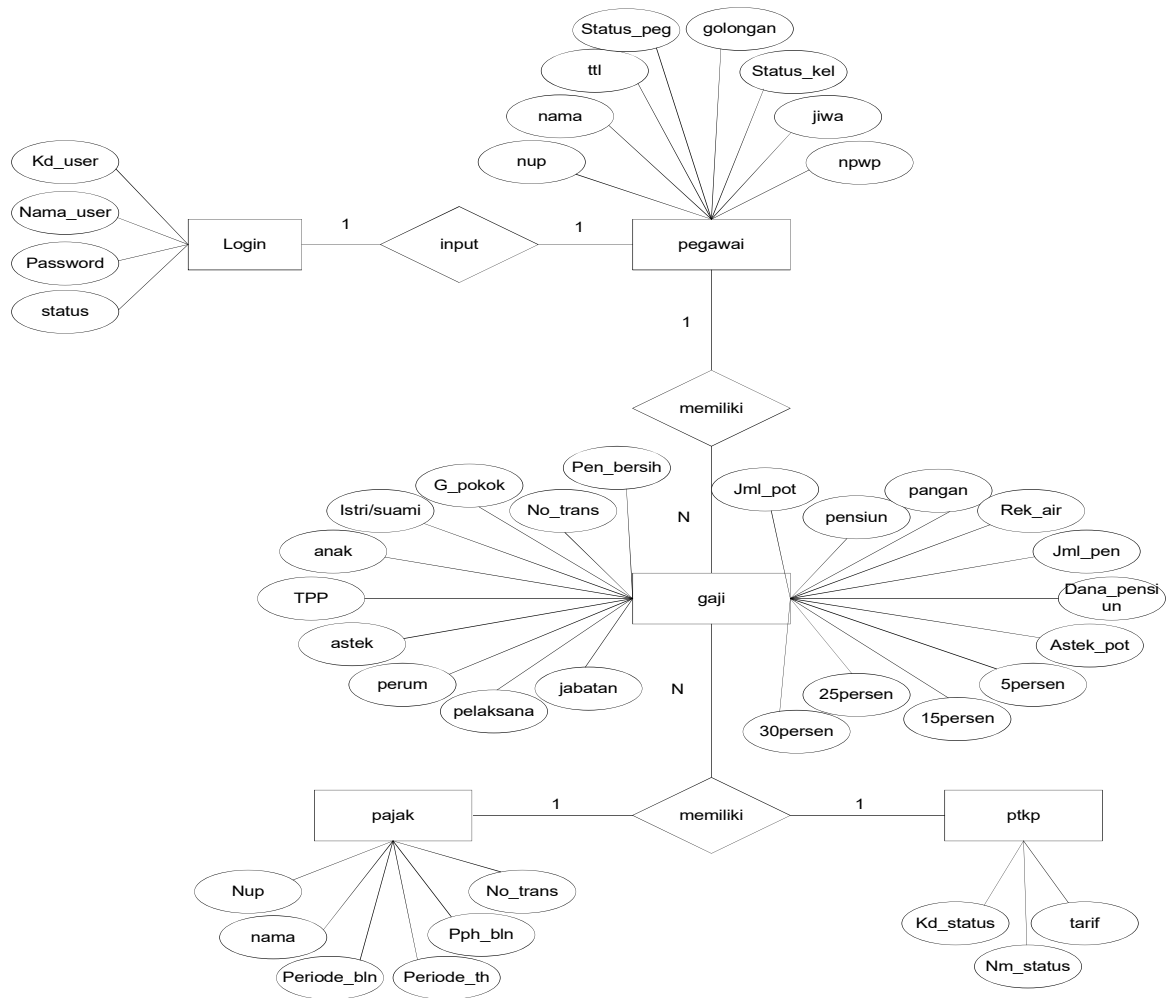 Status_peg
golongan
ttl
Status_kel
nama
jiwa
nup
npwp
Kd_user
Nama_user
Password
status
Login
1
input
1
pegawai
1
memiliki
N
Pen_bersih
G_pokok
No_trans
Istri/suami
anak
TPP
astek
perum
pelaksana
jabatan
gaji
Jml_pot
pangan
pensiun
Rek_air
Jml_pen
Dana_pensi
un
Astek_pot
5persen
15persen
25persen
30persen
N
pajak
1
memiliki
1
ptkp
Nup
nama
Periode_bln
Periode_th
Pph_bln
No_trans
Kd_status
Nm_status
tarif